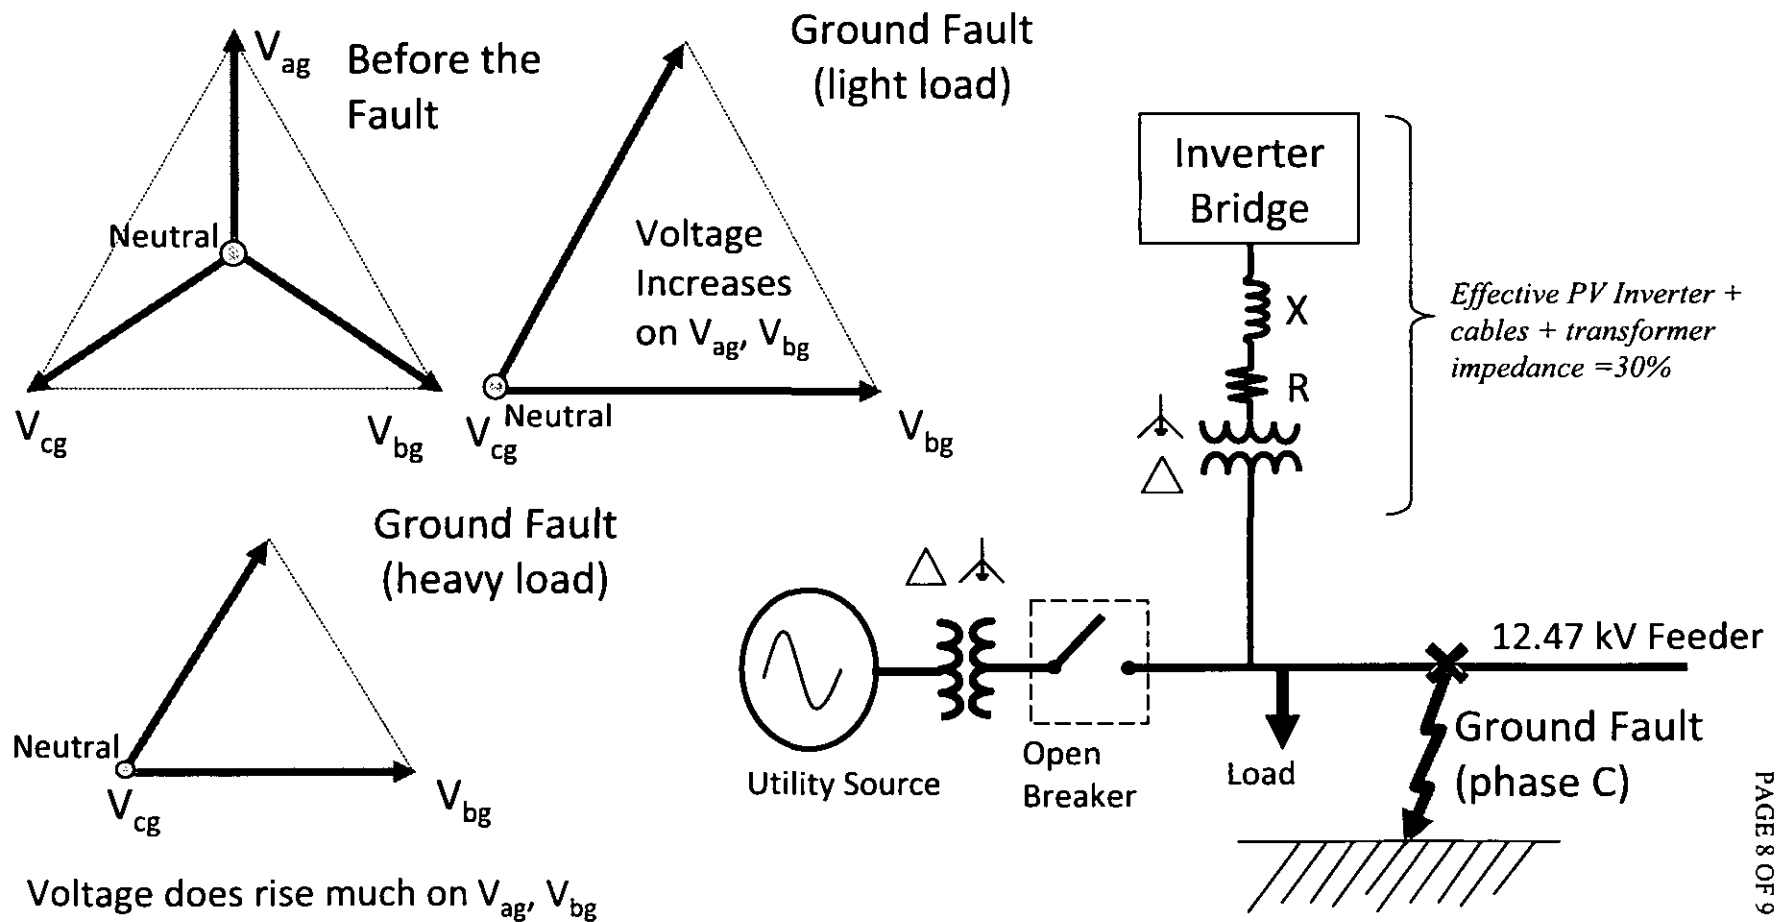 V_ag
Before the
Fault
Neutral
V_cg
V_bg
Ground Fault
(light load)
Voltage
Increases
on V_ag, V_bg
Neutral
V_cg
V_bg
Ground Fault
(heavy load)
Neutral
V_cg
V_bg
Voltage does rise much on V_ag, V_bg
Inverter
Bridge
X
R
Effective PV Inverter +
cables + transformer
impedance =30%
Utility Source
Open
Breaker
Load
12.47 kV Feeder
Ground Fault
(phase C)
PAGE 8 OF 9